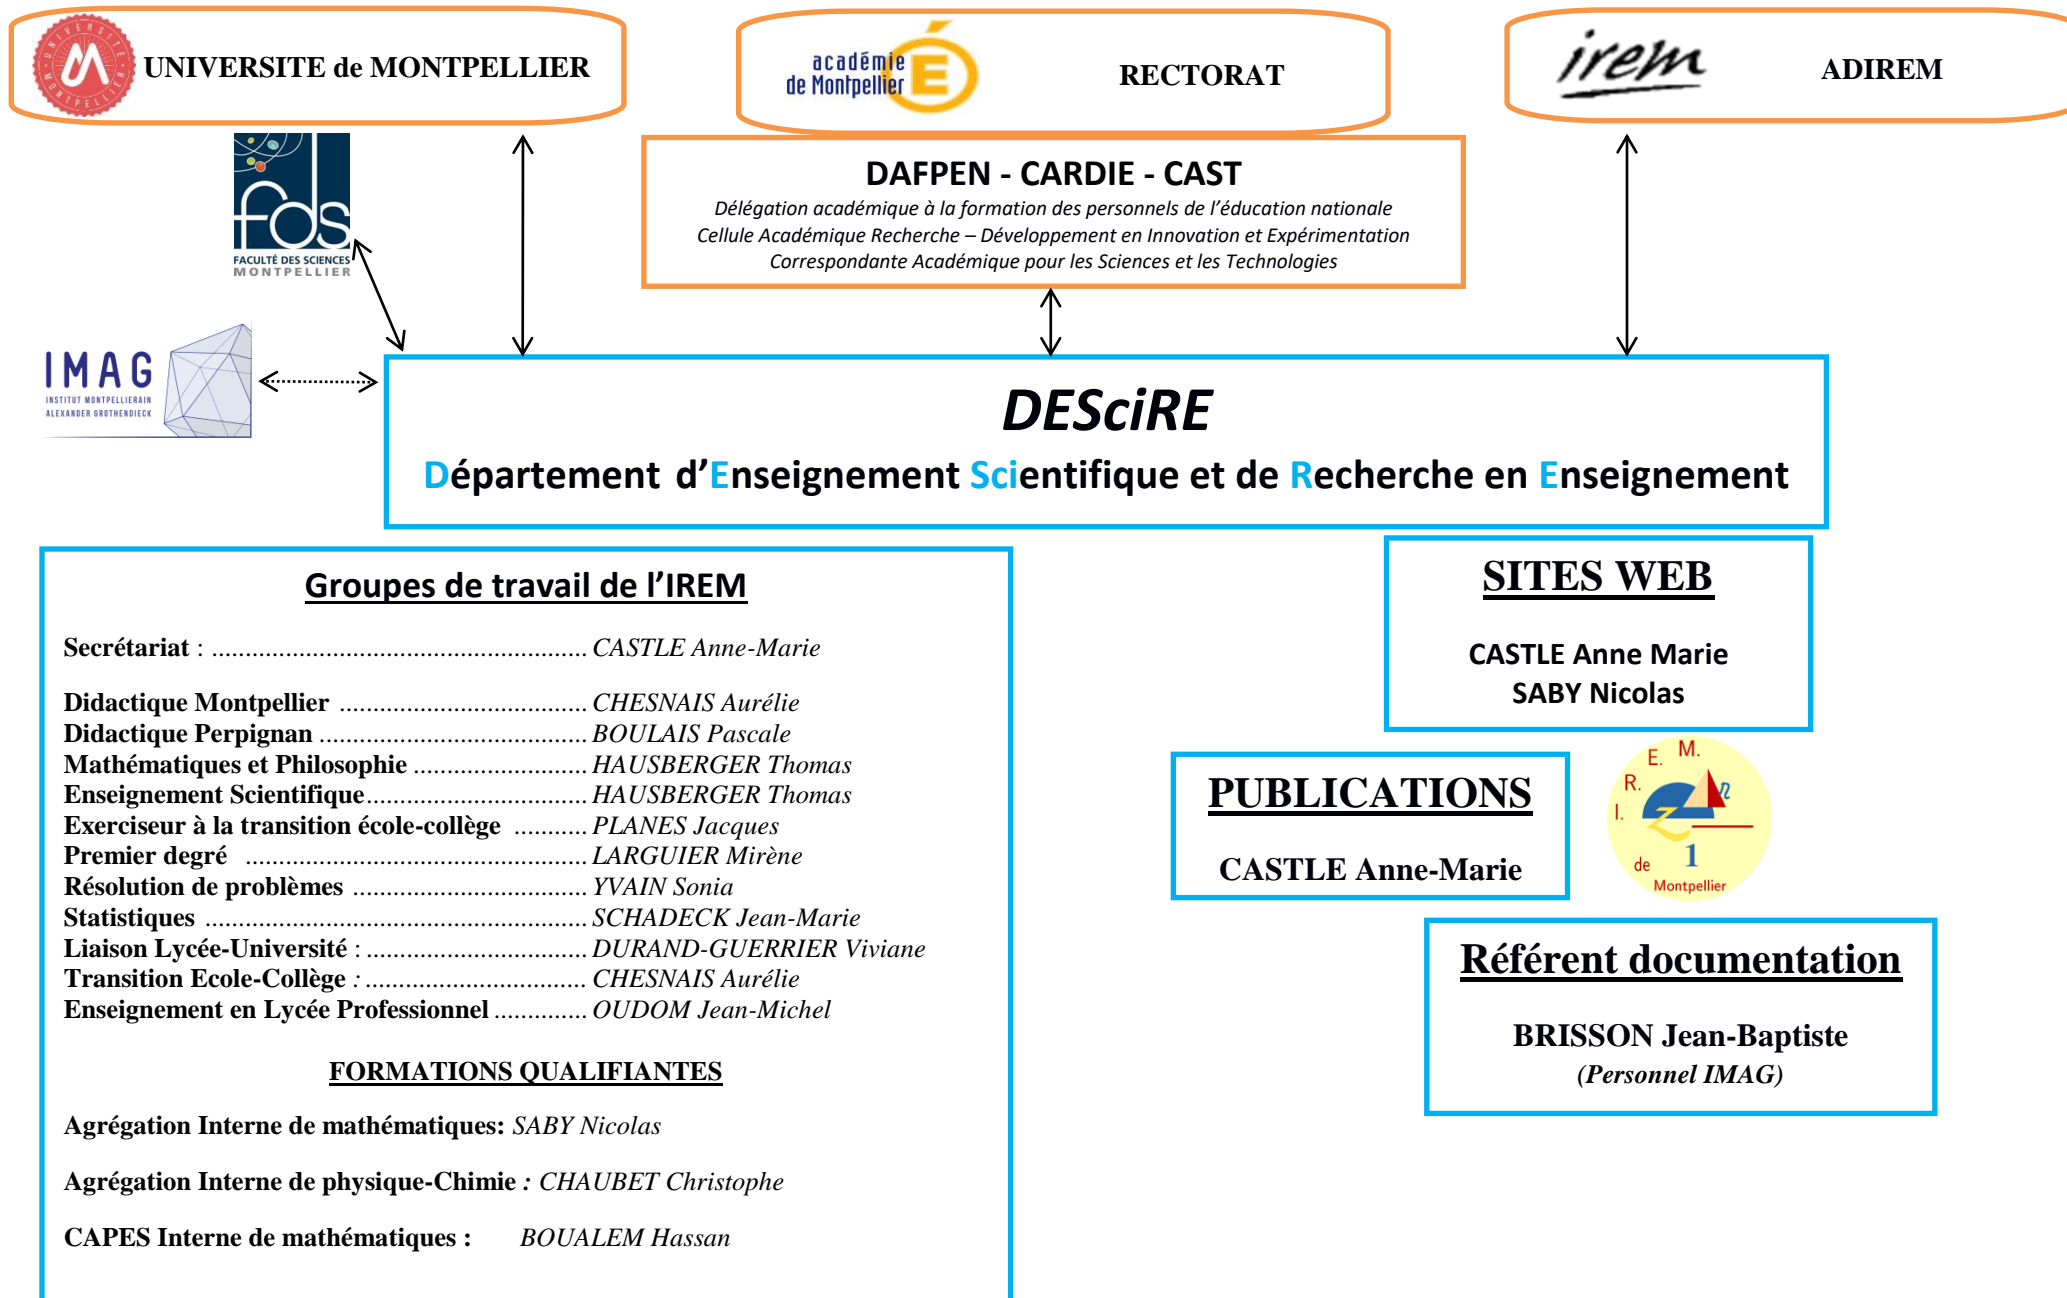 UNIVERSITE de MONTPELLIER
UNIVERSITE MONTPELLIER
académie
de Montpellier
RECTORAT
irem
ADIREM
fds
FACULTÉ DES SCIENCES
MONTPELLIER
DAFPEN - CARDIE - CAST
Délégation académique à la formation des personnels de l’éducation nationale
Cellule Académique Recherche – Développement en Innovation et Expérimentation
Correspondante Académique pour les Sciences et les Technologies
IMAG
INSTITUT MONTPELLIERAIN
ALEXANDER GROTHENDIECK
DESciRE
Département d’Enseignement Scientifique et de Recherche en Enseignement
Groupes de travail de l’IREM
Secrétariat : ........................................................ CASTLE Anne-Marie
Didactique Montpellier ..................................... CHESNAIS Aurélie
Didactique Perpignan ........................................ BOULAIS Pascale
Mathématiques et Philosophie .......................... HAUSBERGER Thomas
Enseignement Scientifique................................. HAUSBERGER Thomas
Exerciseur à la transition école-collège ........... PLANES Jacques
Premier degré ................................................... LARGUIER Mirène
Résolution de problèmes ................................... YVAIN Sonia
Statistiques ......................................................... SCHADECK Jean-Marie
Liaison Lycée-Université : ................................. DURAND-GUERRIER Viviane
Transition Ecole-Collège : ................................. CHESNAIS Aurélie
Enseignement en Lycée Professionnel .............. OUDOM Jean-Michel
FORMATIONS QUALIFIANTES
Agrégation Interne de mathématiques: SABY Nicolas
Agrégation Interne de physique-Chimie : CHAUBET Christophe
CAPES Interne de mathématiques : BOUALEM Hassan
SITES WEB
CASTLE Anne Marie
SABY Nicolas
PUBLICATIONS
CASTLE Anne-Marie
I. R. E. M.
de
1
Montpellier
Référent documentation
BRISSON Jean-Baptiste
(Personnel IMAG)